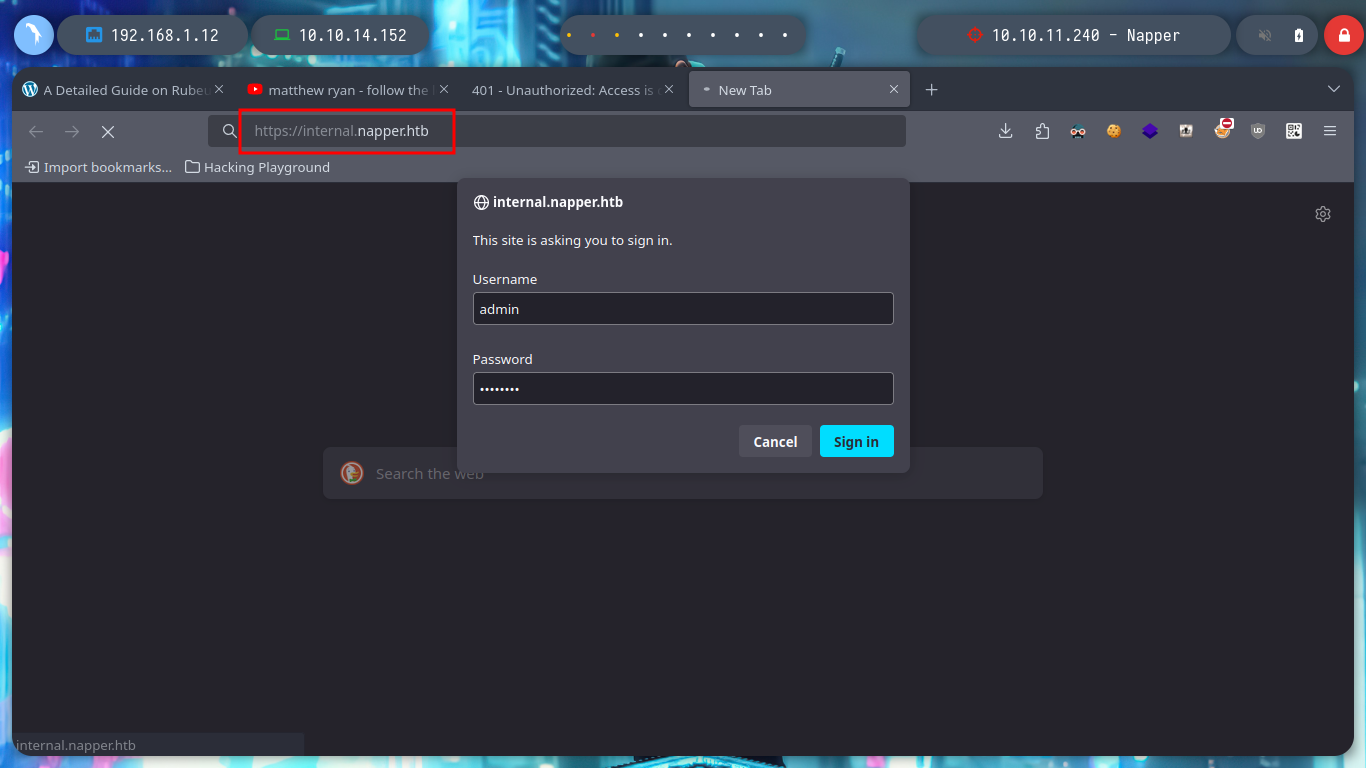 192.168.1.12
10.10.14.152
10.10.11.240 - Napper
A Detailed Guide on Rubeu
matthew ryan - follow the
401 - Unauthorized: Access is
New Tab
https://internal.napper.htb
Import bookmarks...
Hacking Playground
internal.napper.htb
This site is asking you to sign in.
Username
admin
Password
••••••••
Cancel
Sign in
Search the web
internal.napper.htb